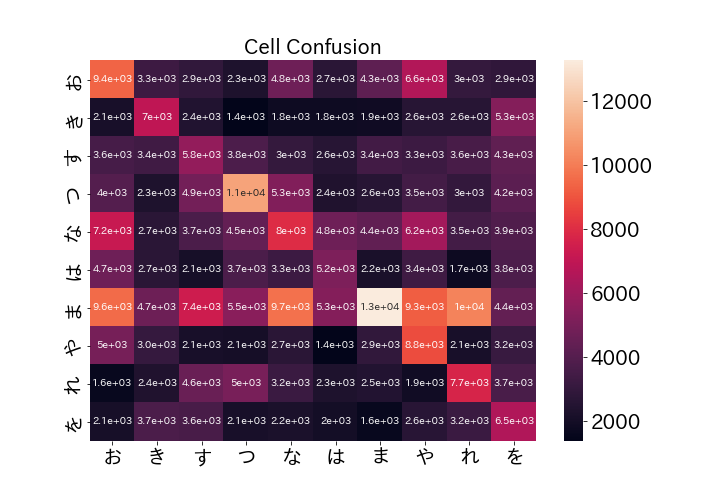 Cell Confusion
お 9.4e+03 3.3e+03 2.9e+03 2.3e+03 4.8e+03 2.7e+03 4.3e+03 6.6e+03 3e+03 2.9e+03
き 2.1e+03 7e+03 2.4e+03 1.4e+03 1.8e+03 1.8e+03 1.9e+03 2.6e+03 2.6e+03 5.3e+03
す 3.6e+03 3.4e+03 5.8e+03 3.8e+03 3e+03 2.6e+03 3.4e+03 3.3e+03 3.6e+03 4.3e+03
つ 4e+03 2.3e+03 4.9e+03 1.1e+04 5.3e+03 2.4e+03 2.6e+03 3.5e+03 3e+03 4.2e+03
な 7.2e+03 2.7e+03 3.7e+03 4.5e+03 8e+03 4.8e+03 4.4e+03 6.2e+03 3.5e+03 3.9e+03
は 4.7e+03 2.7e+03 2.1e+03 3.7e+03 3.3e+03 5.2e+03 2.2e+03 3.4e+03 1.7e+03 3.8e+03
ま 9.6e+03 4.7e+03 7.4e+03 5.5e+03 9.7e+03 5.3e+03 1.3e+04 9.3e+03 1e+04 4.4e+03
や 5e+03 3.0e+03 2.1e+03 2.1e+03 2.7e+03 1.4e+03 2.9e+03 8.8e+03 2.1e+03 3.2e+03
れ 1.6e+03 2.4e+03 4.6e+03 5e+03 3.2e+03 2.3e+03 2.5e+03 1.9e+03 7.7e+03 3.7e+03
を 2.1e+03 3.7e+03 3.6e+03 2.1e+03 2.2e+03 2e+03 1.6e+03 2.6e+03 3.2e+03 6.5e+03
お き す つ な は ま や れ を
12000
10000
8000
6000
4000
2000